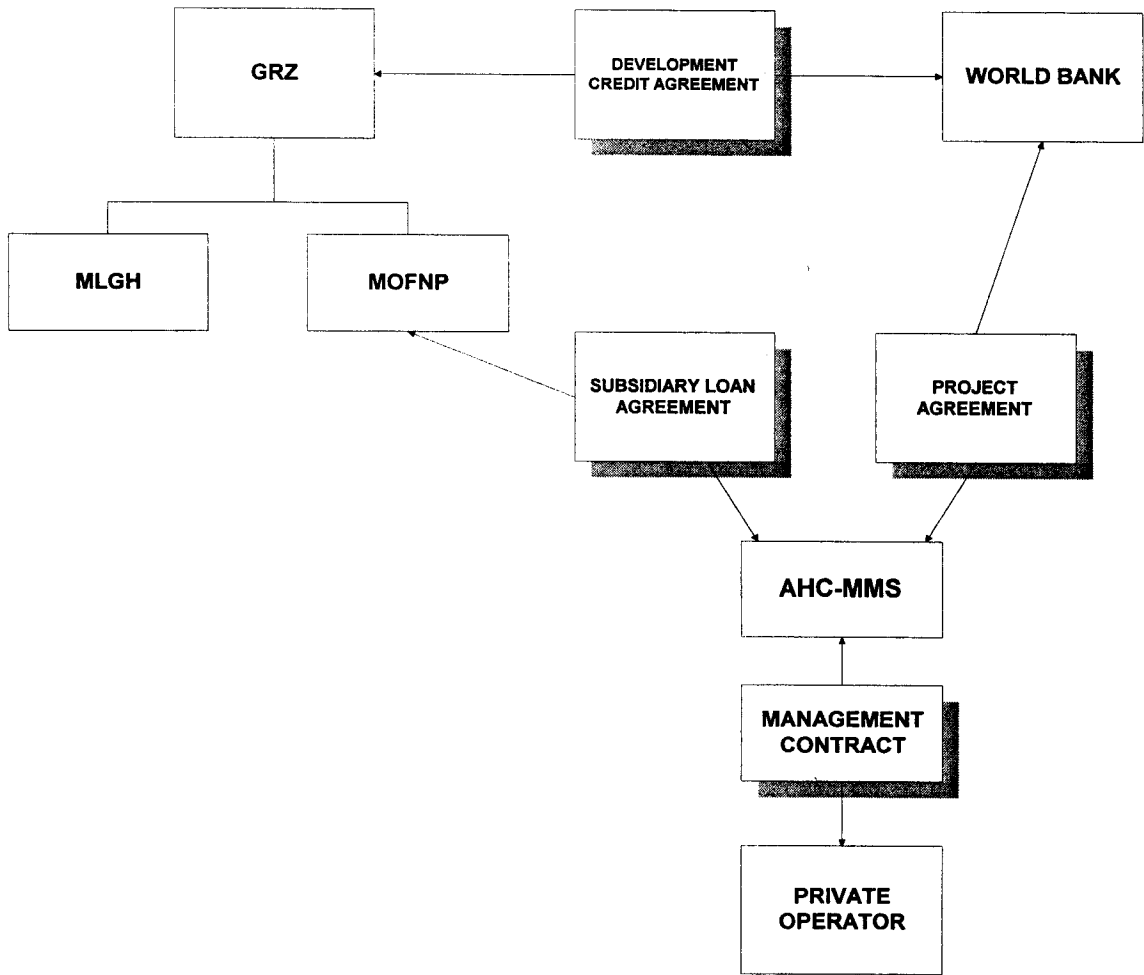 GRZ
DEVELOPMENT
CREDIT AGREEMENT
WORLD BANK
MLGH
MOFNP
SUBSIDIARY LOAN
AGREEMENT
PROJECT
AGREEMENT
AHC-MMS
MANAGEMENT
CONTRACT
PRIVATE
OPERATOR